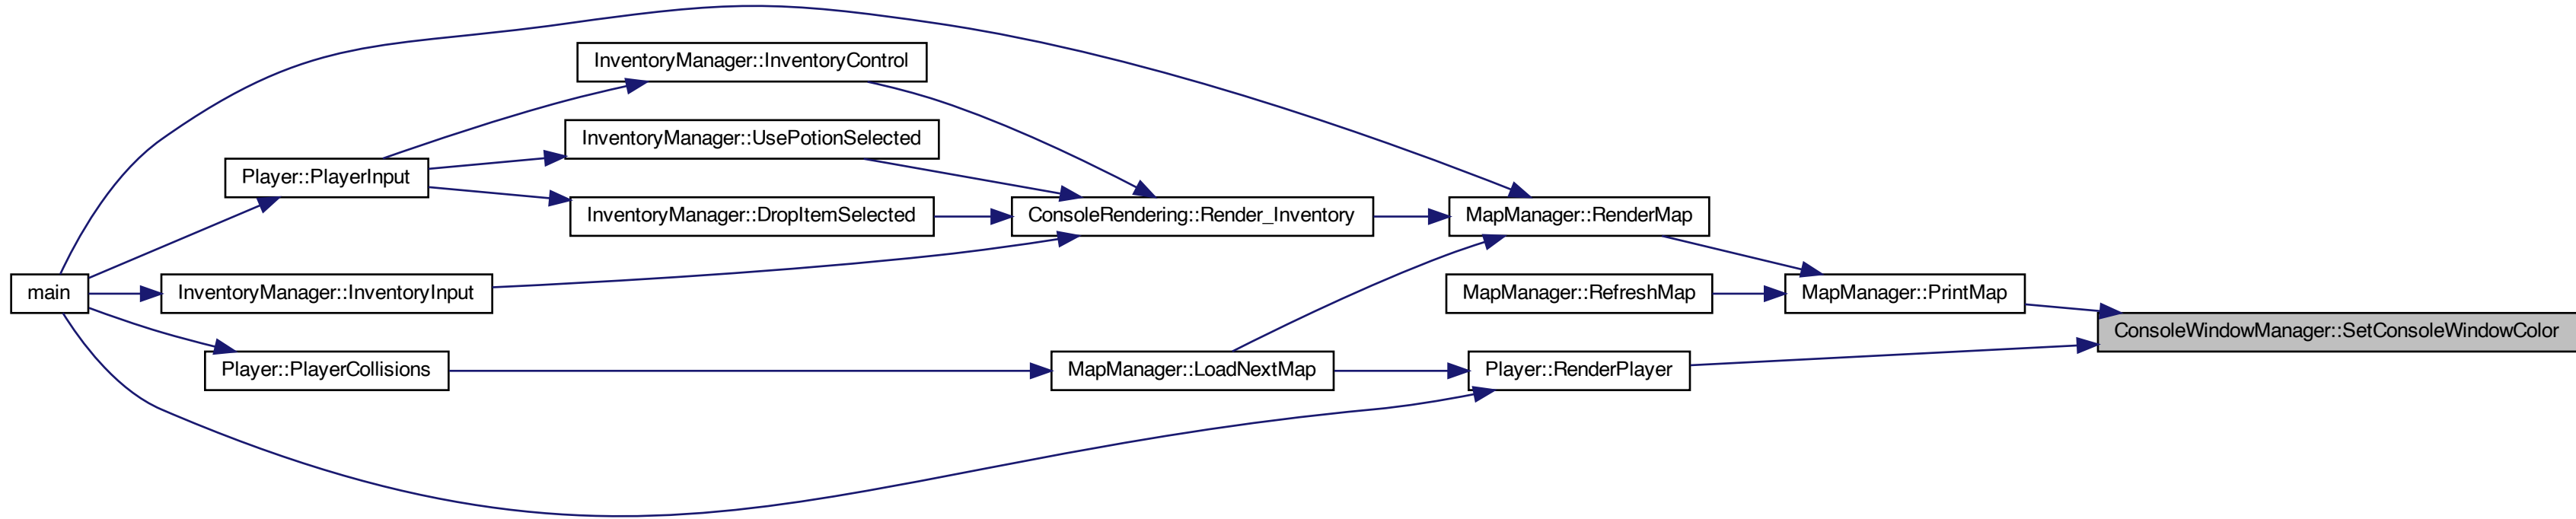 InventoryManager::InventoryControl
InventoryManager::UsePotionSelected
Player::PlayerInput
InventoryManager::DropItemSelected
ConsoleRendering::Render_Inventory
MapManager::RenderMap
main
InventoryManager::InventoryInput
MapManager::RefreshMap
MapManager::PrintMap
ConsoleWindowManager::SetConsoleWindowColor
Player::PlayerCollisions
MapManager::LoadNextMap
Player::RenderPlayer